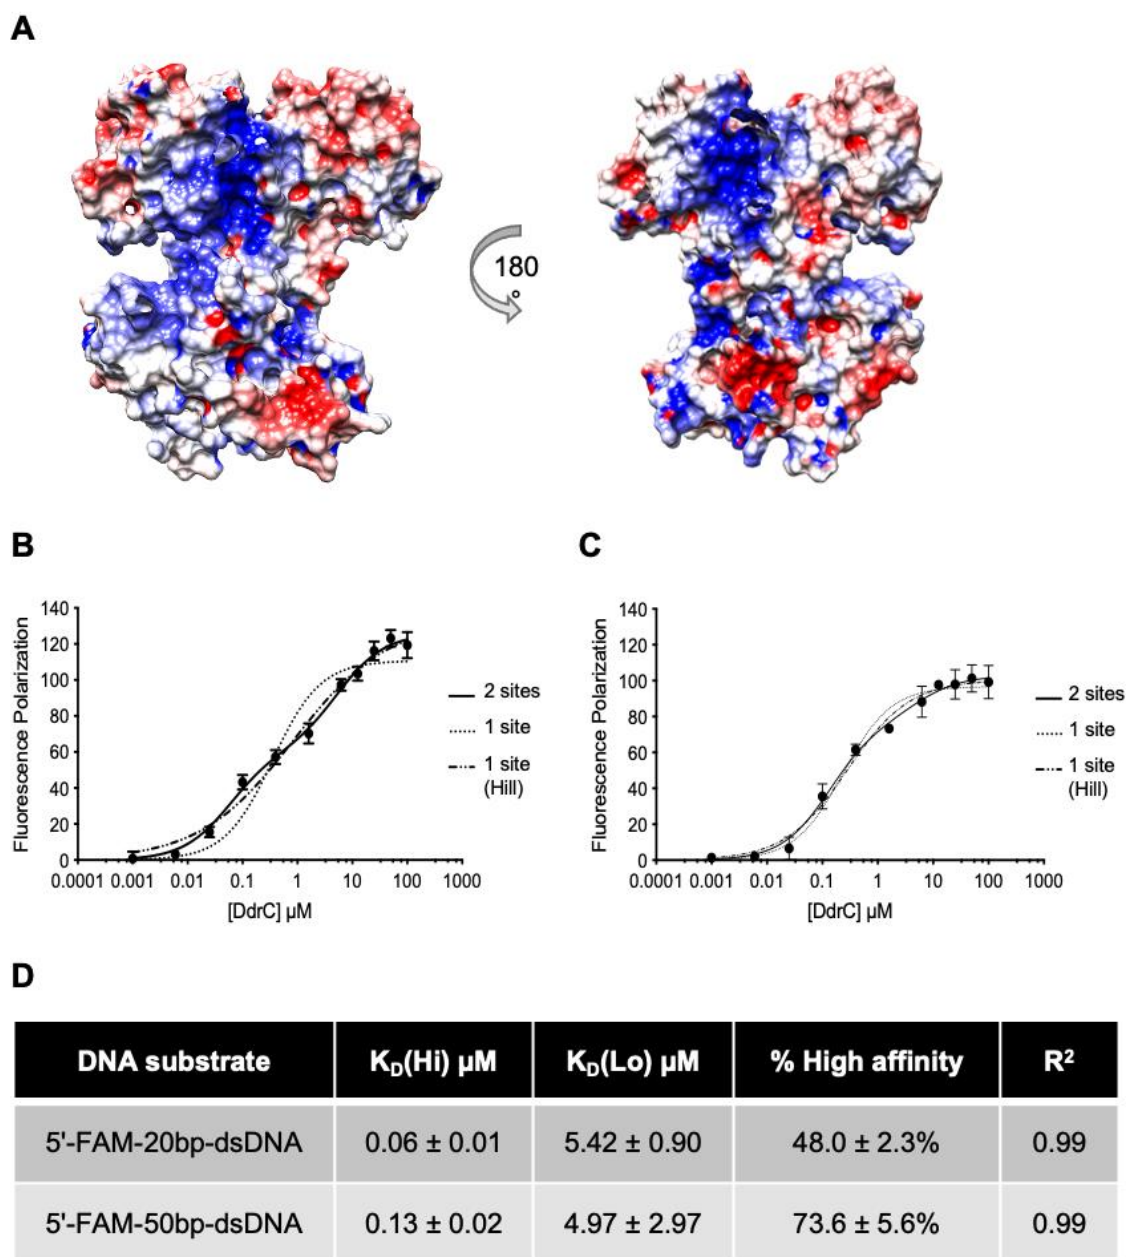 A
180
°
B
C
Fluorescence Polarization
140
120
100
80
60
40
20
0
0.0001 0.001 0.01 0.1 1 10 100 1000
[DdrC] µM
2 sites
1 site
1 site
(Hill)
Fluorescence Polarization
140
120
100
80
60
40
20
0
0.0001 0.001 0.01 0.1 1 10 100 1000
[DdrC] µM
2 sites
1 site
1 site
(Hill)
D
DNA substrate K_D(Hi) µM K_D(Lo) µM % High affinity R²
5'-FAM-20bp-dsDNA 0.06 ± 0.01 5.42 ± 0.90 48.0 ± 2.3% 0.99
5'-FAM-50bp-dsDNA 0.13 ± 0.02 4.97 ± 2.97 73.6 ± 5.6% 0.99